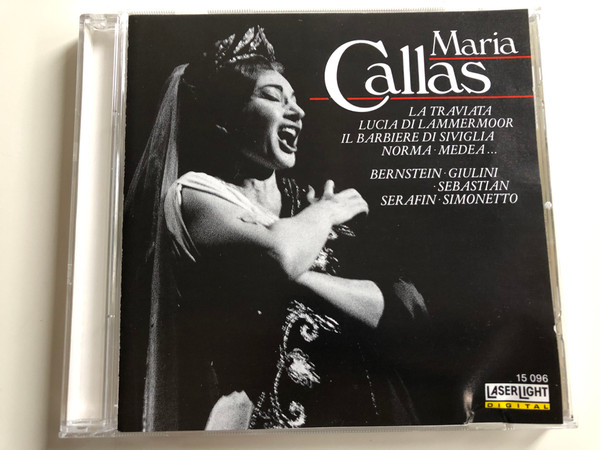 Maria
Callas
LA TRAVIATA
LUCIA DI LAMMERMOOR
IL BARBIERE DI SIVIGLIA
NORMA · MEDEA ...
BERNSTEIN · GIULINI
· SEBASTIAN
SERAFIN · SIMONETTO
15 096
LASERLIGHT
DIGITAL